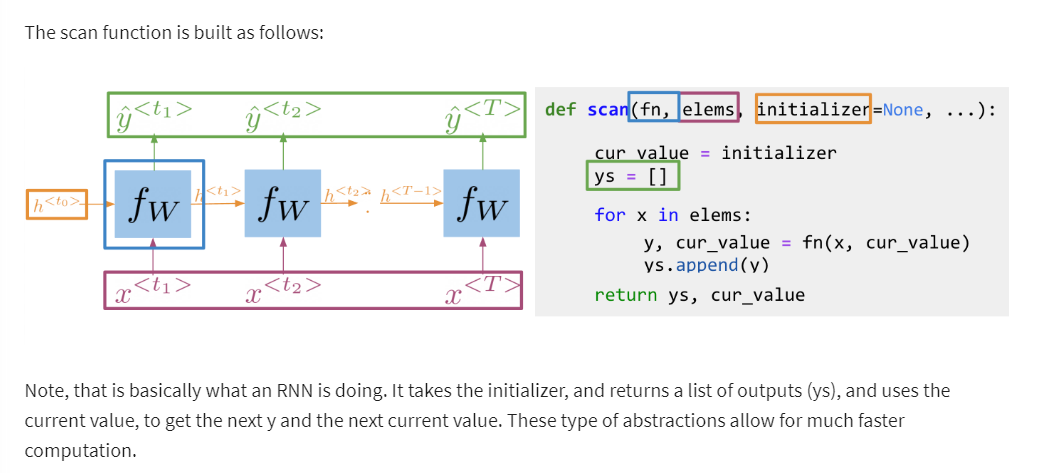 The scan function is built as follows:
ŷ<t₁> ŷ<t₂> ŷ<T>
h<t₀> f_W h<t₁> f_W h<t₂> h<T−1> f_W
x<t₁> x<t₂> x<T>
def scan(fn, elems, initializer=None, ...):
cur_value = initializer
ys = []
for x in elems:
y, cur_value = fn(x, cur_value)
ys.append(y)
return ys, cur_value
Note, that is basically what an RNN is doing. It takes the initializer, and returns a list of outputs (ys), and uses the
current value, to get the next y and the next current value. These type of abstractions allow for much faster
computation.